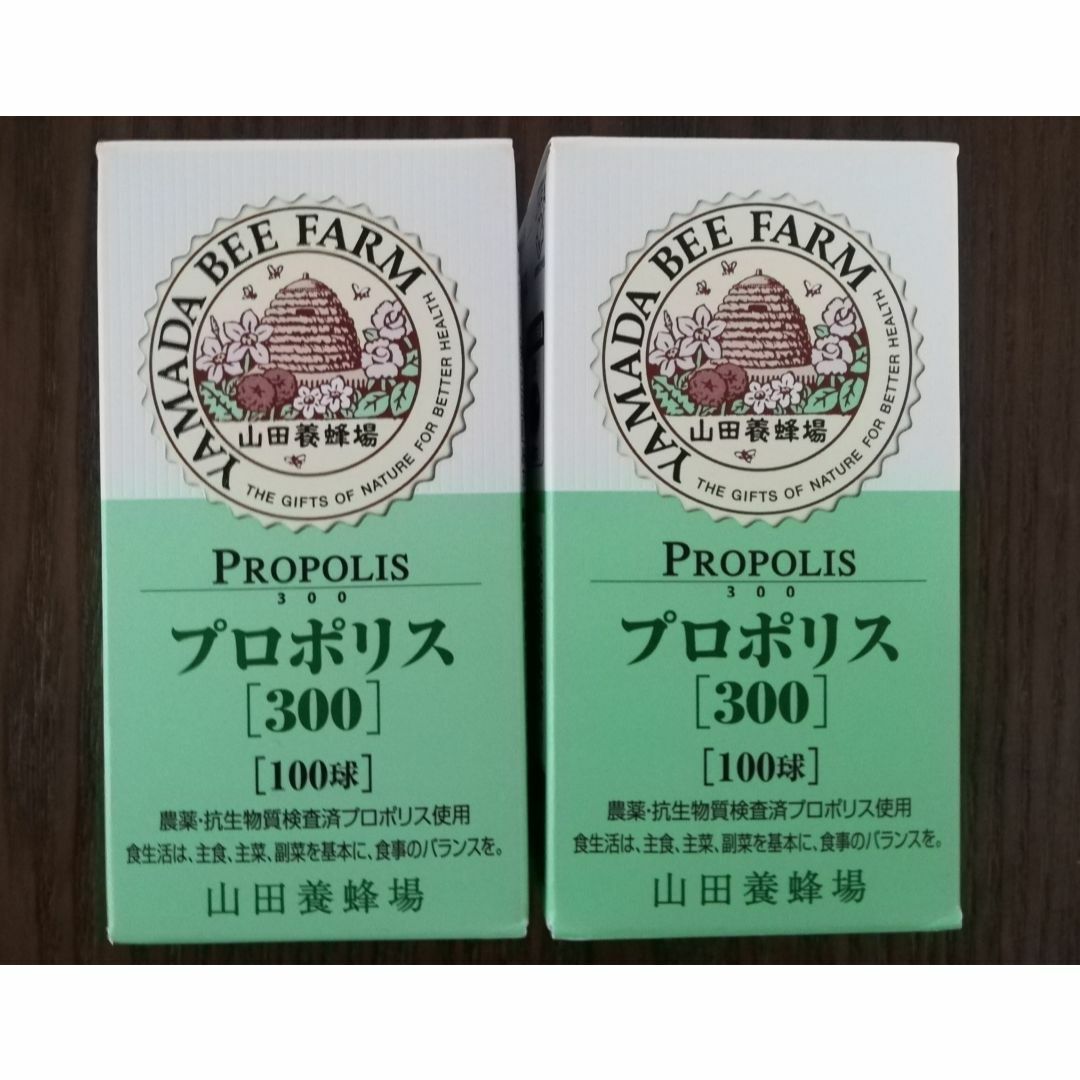 YAMADA BEE FARM
THE GIFTS OF NATURE FOR BETTER HEALTH
山田養蜂場
PROPOLIS
300
プロポリス
[300]
[100球]
農薬・抗生物質検査済プロポリス使用
食生活は、主食、主菜、副菜を基本に、食事のバランスを。
山田養蜂場
YAMADA BEE FARM
THE GIFTS OF NATURE FOR BETTER HEALTH
山田養蜂場
PROPOLIS
300
プロポリス
[300]
[100球]
農薬・抗生物質検査済プロポリス使用
食生活は、主食、主菜、副菜を基本に、食事のバランスを。
山田養蜂場